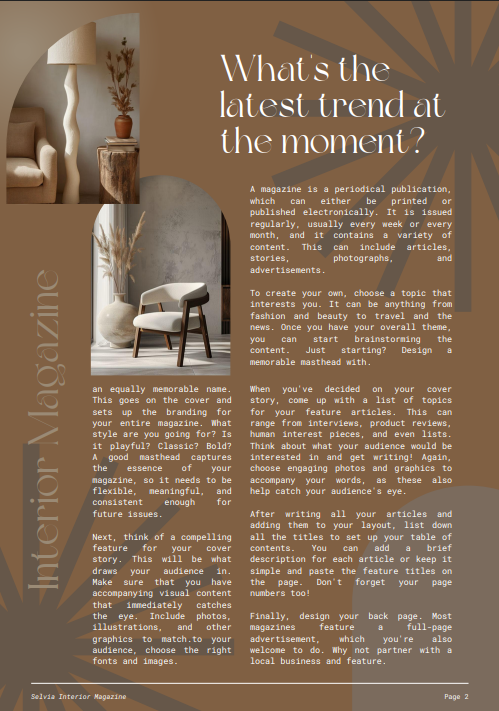 What's the
latest trend at
the moment?
A magazine is a periodical publication,
which can either be printed or
published electronically. It is issued
regularly, usually every week or every
month, and it contains a variety of
content. This can include articles,
stories, photographs, and
advertisements.
To create your own, choose a topic that
interests you. It can be anything from
fashion and beauty to travel and the
news. Once you have your overall theme,
you can start brainstorming the
content. Just starting? Design a
memorable masthead with.
Interior Magazine
an equally memorable name.
This goes on the cover and
sets up the branding for
your entire magazine. What
style are you going for? Is
it playful? Classic? Bold?
A good masthead captures
the essence of your
magazine, so it needs to be
flexible, meaningful, and
consistent enough for
future issues.
Next, think of a compelling
feature for your cover
story. This will be what
draws your audience in.
Make sure that you have
accompanying visual content
that immediately catches
the eye. Include photos,
illustrations, and other
graphics to match.to your
audience, choose the right
fonts and images.
When you've decided on your cover
story, come up with a list of topics
for your feature articles. This can
range from interviews, product reviews,
human interest pieces, and even lists.
Think about what your audience would be
interested in and get writing! Again,
choose engaging photos and graphics to
accompany your words, as these also
help catch your audience's eye.
After writing all your articles and
adding them to your layout, list down
all the titles to set up your table of
contents. You can add a brief
description for each article or keep it
simple and paste the feature titles on
the page. Don't forget your page
numbers too!
Finally, design your back page. Most
magazines feature a full-page
advertisement, which you're also
welcome to do. Why not partner with a
local business and feature.
Selvia Interior Magazine
Page 2